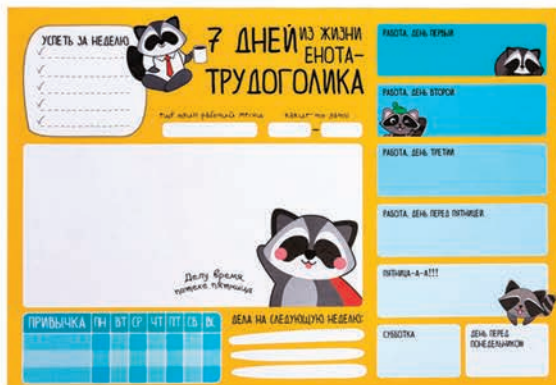 УСПЕТЬ ЗА НЕДЕЛЮ
7 ДНЕЙ ИЗ ЖИЗНИ
ЕНОТА-
ТРУДОГОЛИКА
РАБОТА, ДЕНЬ ПЕРВЫЙ
РАБОТА, ДЕНЬ ВТОРОЙ
РАБОТА, ДЕНЬ ТРЕТИЙ
РАБОТА, ДЕНЬ ПЕРЕД ПЯТНИЦЕЙ
ПЯТНИЦА-А-А!!!
СУББОТКА
ДЕНЬ ПЕРЕД
ПОНЕДЕЛЬНИКОМ
Делу время,
потехе пятница
ПРИВЫЧКА ПН ВТ СР ЧТ ПТ СБ ВС
ДЕЛА НА СЛЕДУЮЩУЮ НЕДЕЛЮ: